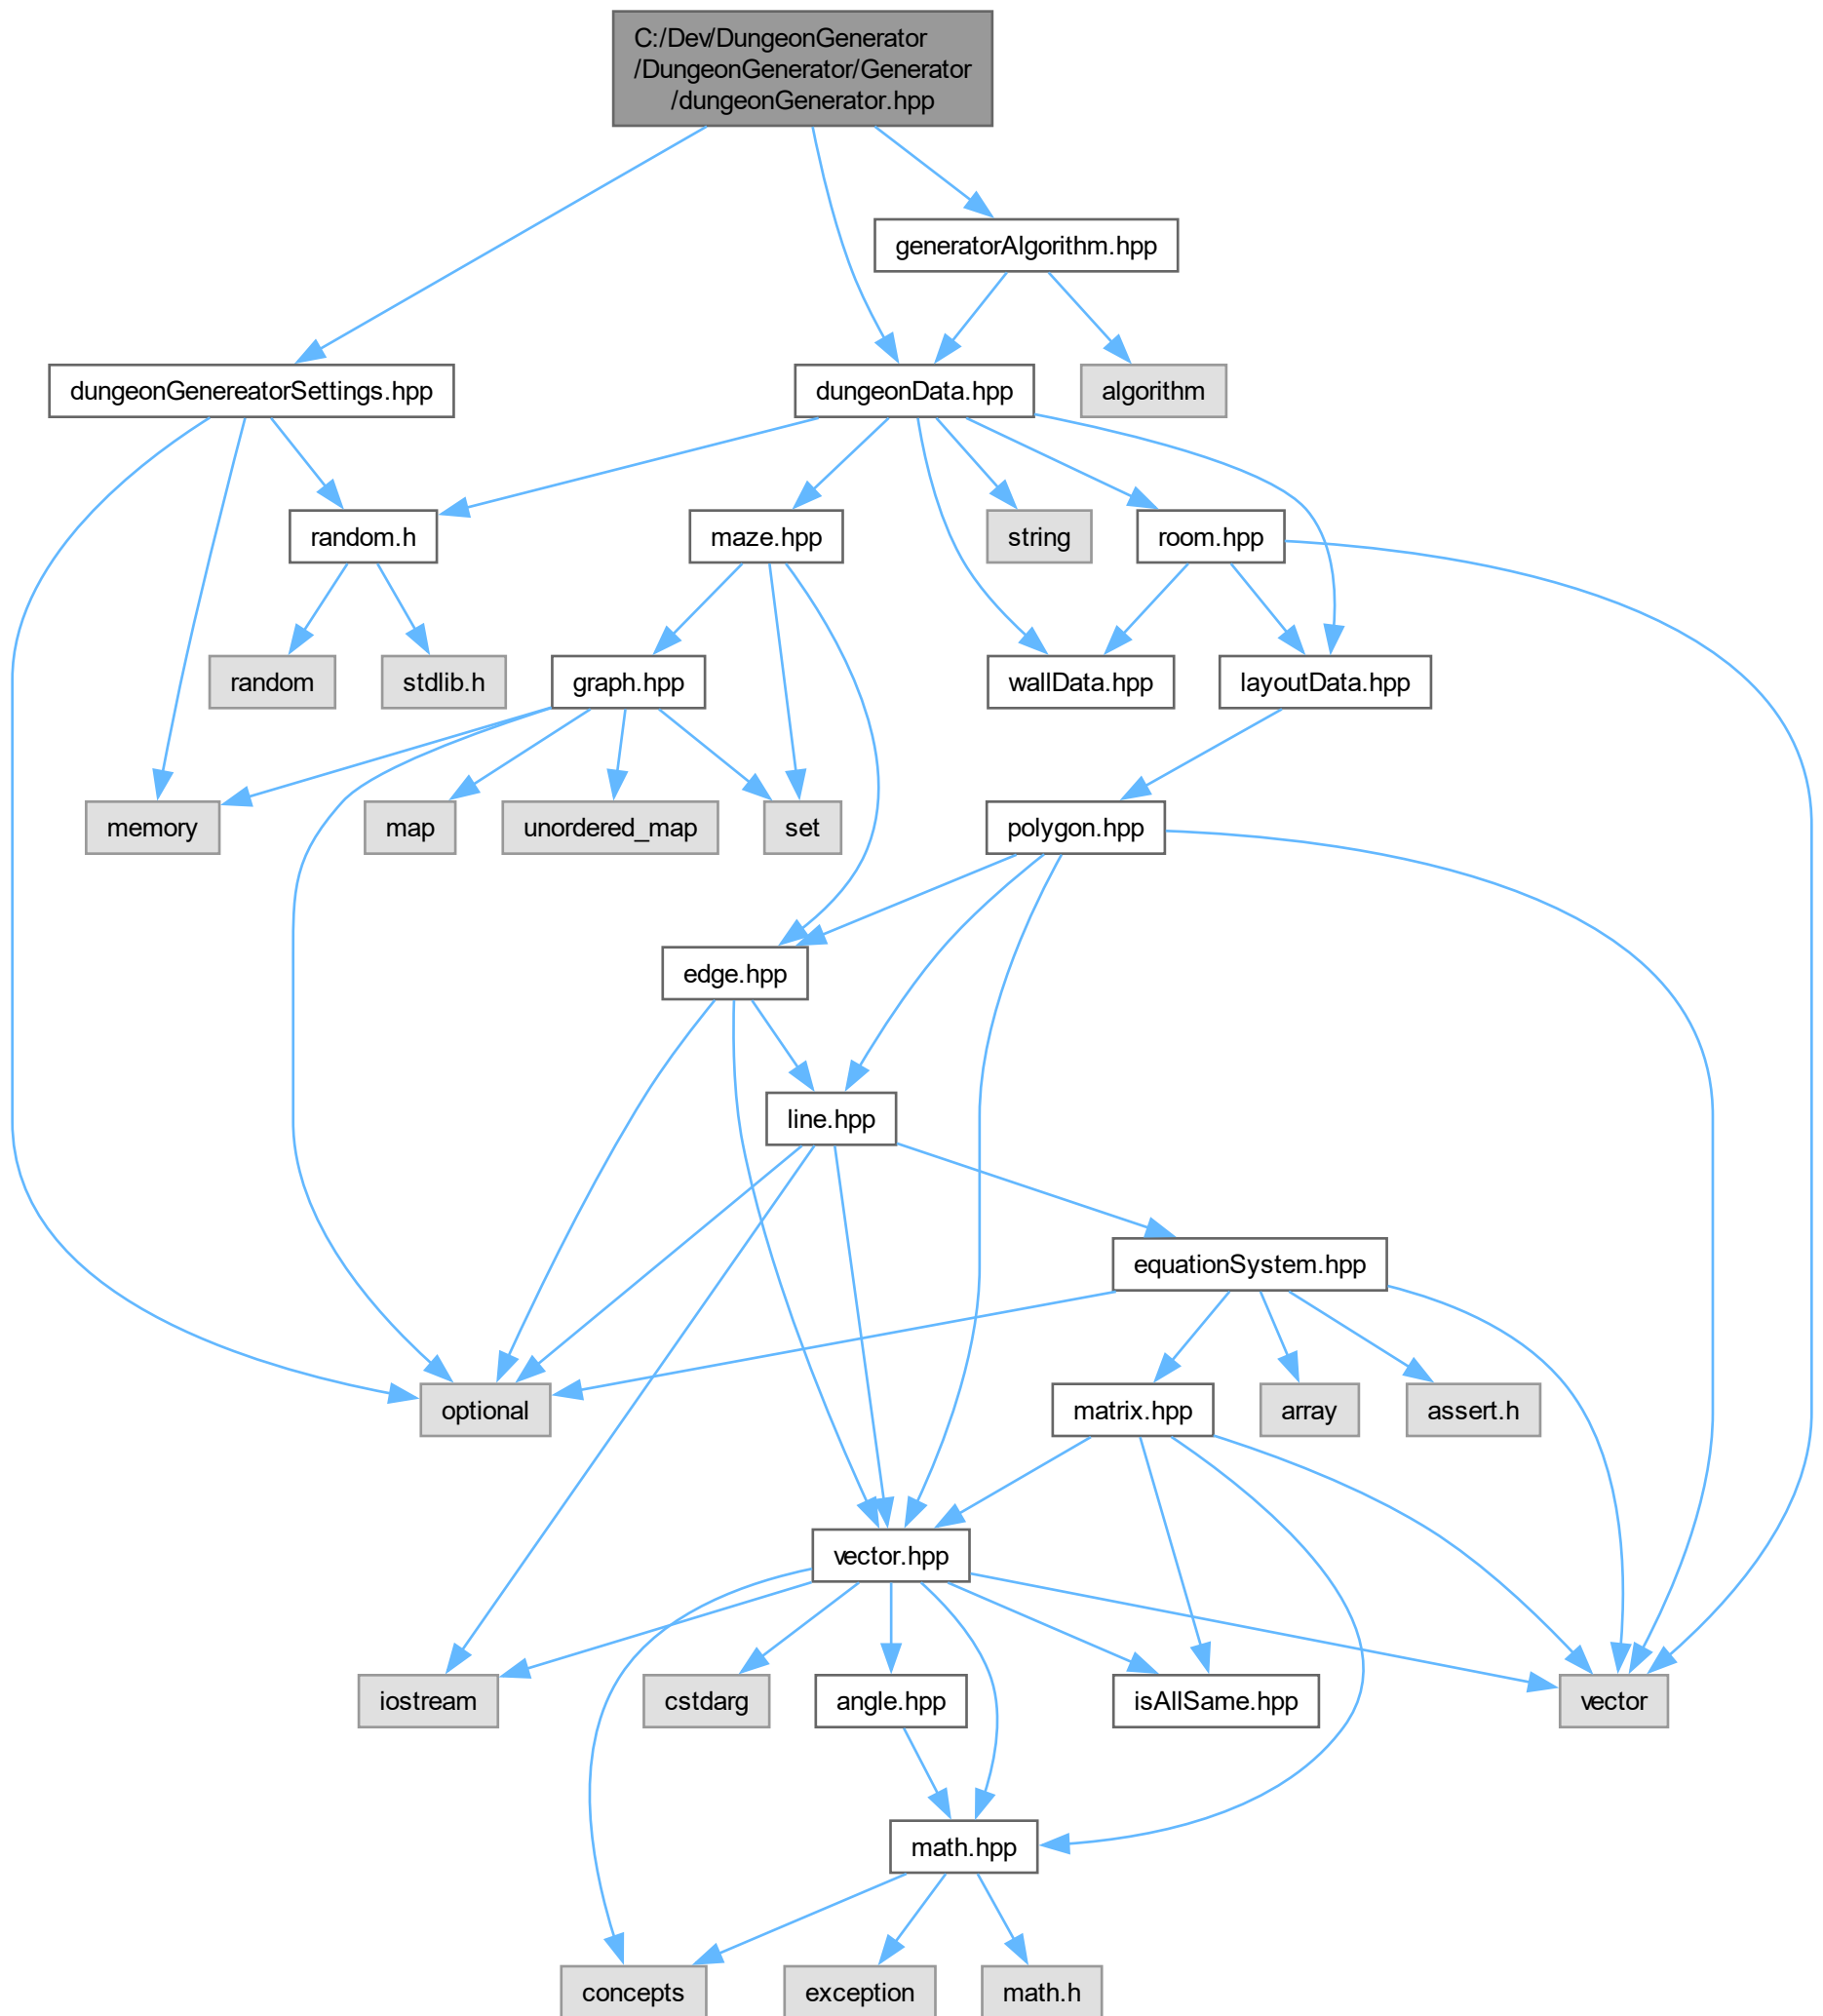 C:/Dev/DungeonGenerator
/DungeonGenerator/Generator
/dungeonGenerator.hpp
generatorAlgorithm.hpp
dungeonGenereatorSettings.hpp
dungeonData.hpp
algorithm
random.h
maze.hpp
string
room.hpp
random
stdlib.h
graph.hpp
wallData.hpp
layoutData.hpp
memory
map
unordered_map
set
polygon.hpp
edge.hpp
line.hpp
equationSystem.hpp
optional
matrix.hpp
array
assert.h
vector.hpp
iostream
cstdarg
angle.hpp
isAllSame.hpp
vector
math.hpp
concepts
exception
math.h